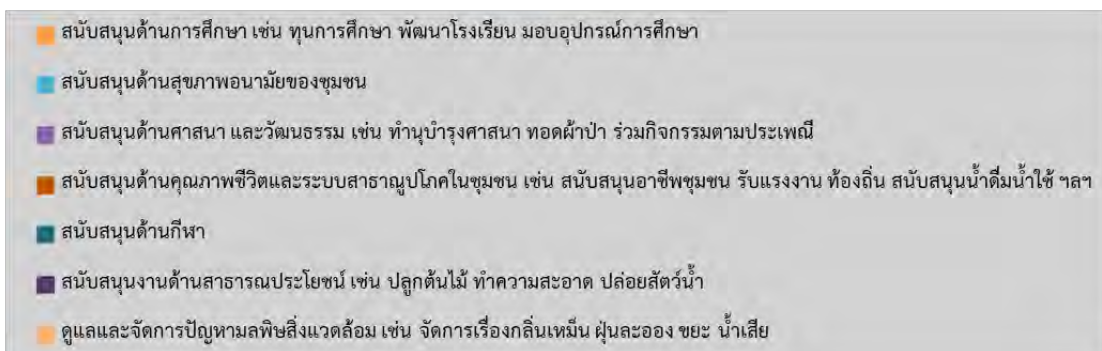 สนับสนุนด้านการศึกษา เช่น ทุนการศึกษา พัฒนาโรงเรียน มอบอุปกรณ์การศึกษา
สนับสนุนด้านสุขภาพอนามัยของชุมชน
สนับสนุนด้านศาสนา และวัฒนธรรม เช่น ทำนุบำรุงศาสนา ทอดผ้าป่า ร่วมกิจกรรมตามประเพณี
สนับสนุนด้านคุณภาพชีวิตและระบบสาธาณูปโภคในชุมชน เช่น สนับสนุนอาชีพชุมชน รับแรงงาน ท้องถิ่น สนับสนุนน้ำดื่มน้ำใช้ ฯลฯ
สนับสนุนด้านกีฬา
สนับสนุนงานด้านสาธารณประโยชน์ เช่น ปลูกต้นไม้ ทำความสะอาด ปล่อยสัตว์น้ำ
ดูแลและจัดการปัญหามลพิษสิ่งแวดล้อม เช่น จัดการเรื่องกลิ่นเหม็น ฝุ่นละออง ขยะ น้ำเสีย